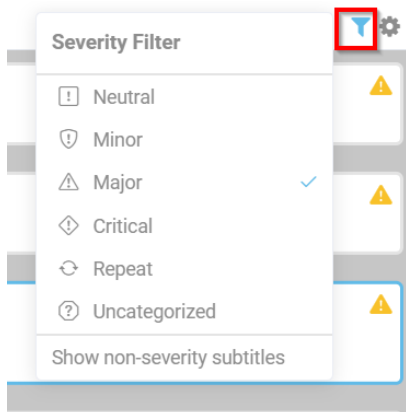 Severity Filter
Neutral
Minor
Major
Critical
Repeat
Uncategorized
Show non-severity subtitles